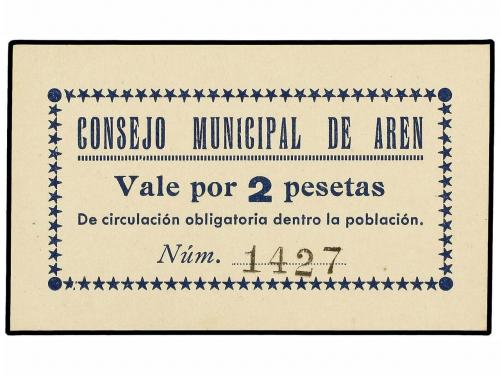 CONSEJO MUNICIPAL DE AREN
Vale por 2 pesetas
De circulación obligatoria dentro la población.
Núm. 1427